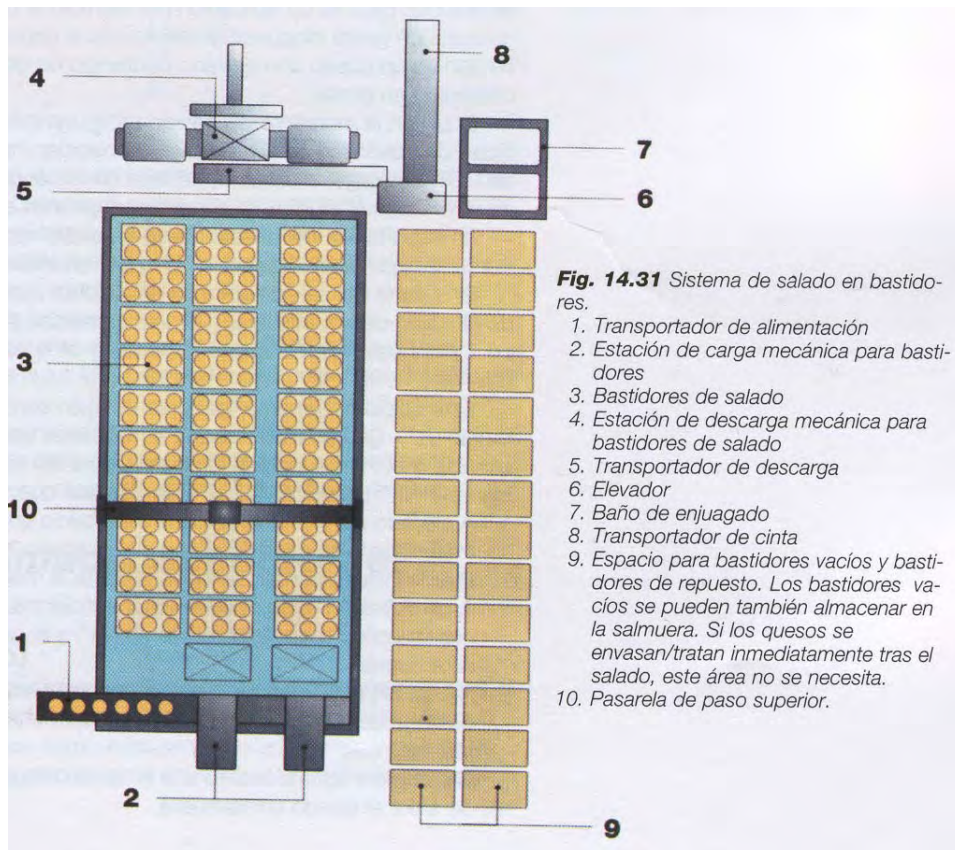 8
4
7
5
6
3
10
1
2
9
Fig. 14.31 Sistema de salado en bastido-
res.
1. Transportador de alimentación
2. Estación de carga mecánica para basti-
dores
3. Bastidores de salado
4. Estación de descarga mecánica para
bastidores de salado
5. Transportador de descarga
6. Elevador
7. Baño de enjuagado
8. Transportador de cinta
9. Espacio para bastidores vacíos y basti-
dores de repuesto. Los bastidores va-
cíos se pueden también almacenar en
la salmuera. Si los quesos se
envasan/tratan inmediatamente tras el
salado, este área no se necesita.
10. Pasarela de paso superior.